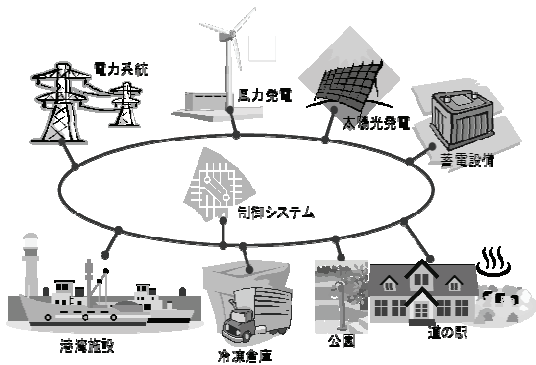 電力系統
風力発電
太陽光発電
蓄電設備
制御システム
港湾施設
冷凍倉庫
公園
道の駅